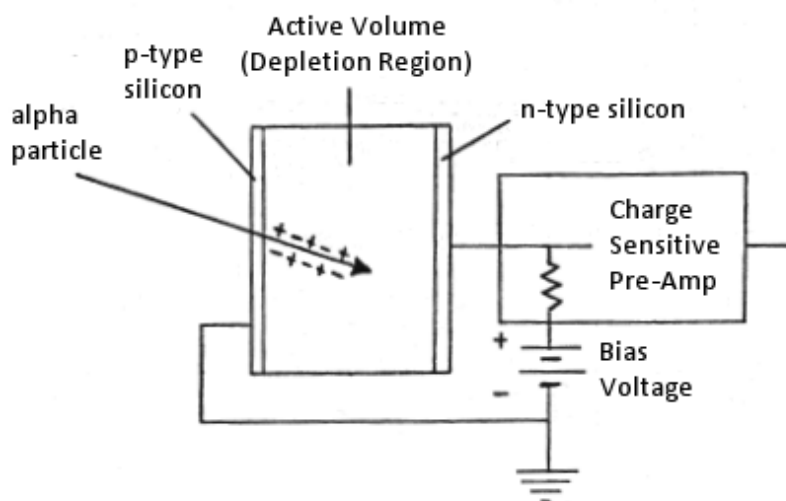 Active Volume
(Depletion Region)
p-type
silicon
n-type silicon
alpha
particle
Charge
Sensitive
Pre-Amp
+
Bias
Voltage
-
+ - + - + -
- + - + - -